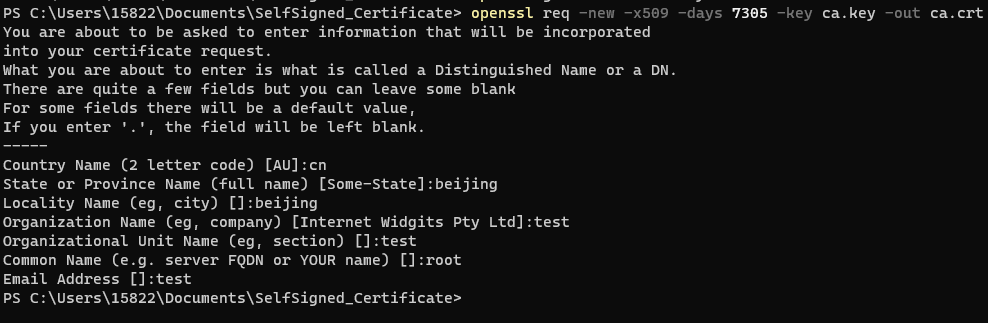 PS C:\Users\15822\Documents\SelfSigned_Certificate> openssl req -new -x509 -days 7305 -key ca.key -out ca.crt
You are about to be asked to enter information that will be incorporated
into your certificate request.
What you are about to enter is what is called a Distinguished Name or a DN.
There are quite a few fields but you can leave some blank
For some fields there will be a default value,
If you enter '.', the field will be left blank.
-----
Country Name (2 letter code) [AU]:cn
State or Province Name (full name) [Some-State]:beijing
Locality Name (eg, city) []:beijing
Organization Name (eg, company) [Internet Widgits Pty Ltd]:test
Organizational Unit Name (eg, section) []:test
Common Name (e.g. server FQDN or YOUR name) []:root
Email Address []:test
PS C:\Users\15822\Documents\SelfSigned_Certificate>